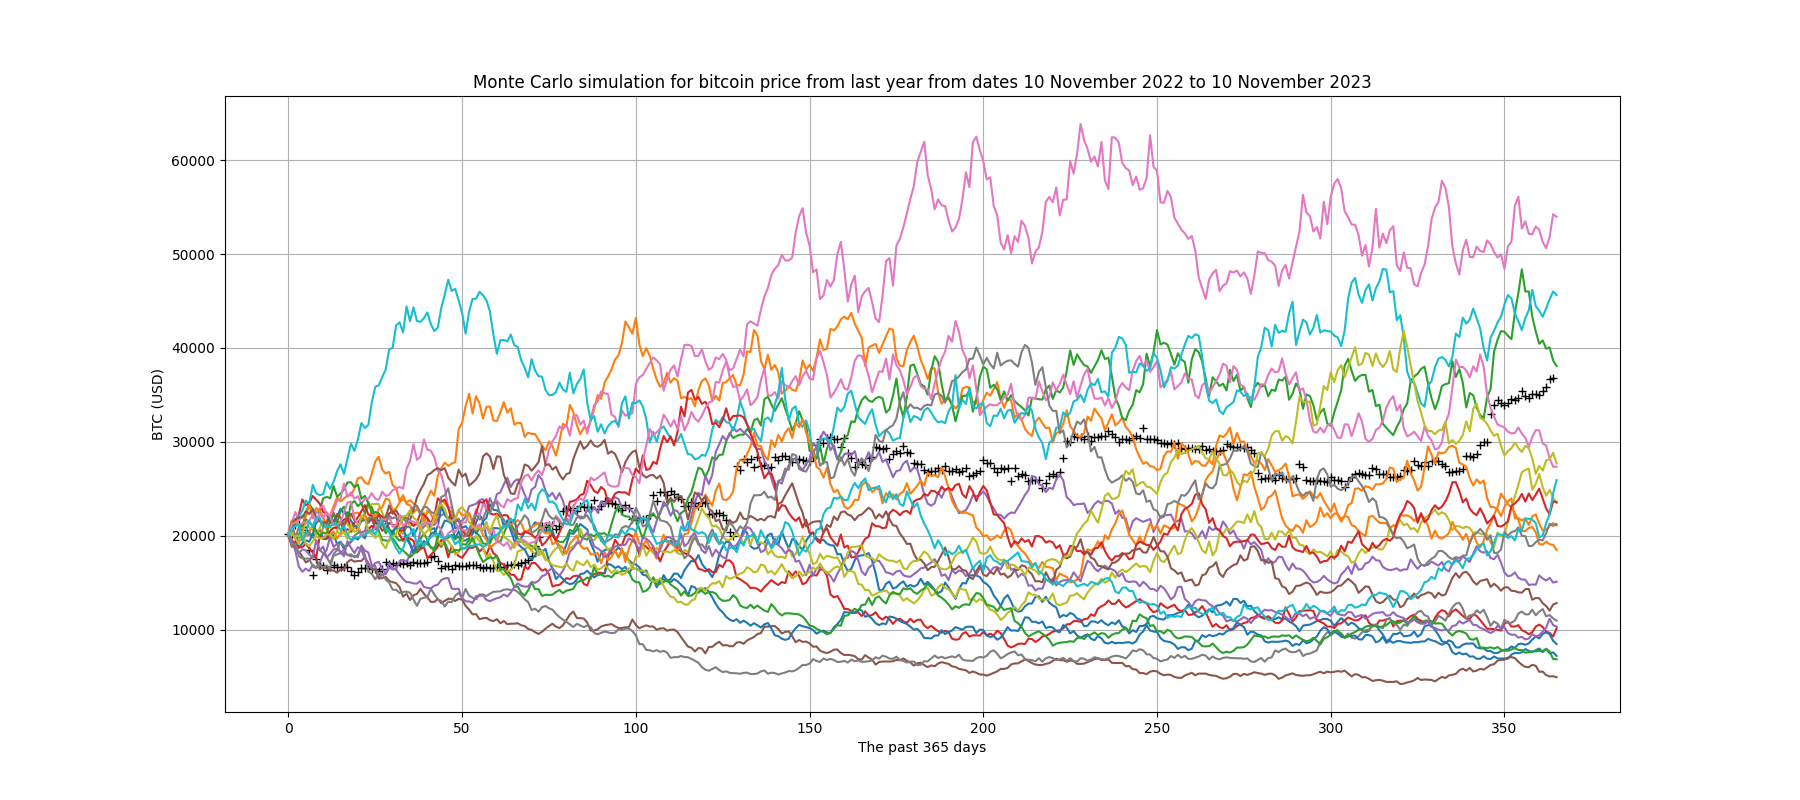 Monte Carlo simulation for bitcoin price from last year from dates 10 November 2022 to 10 November 2023
60000
50000
40000
30000
20000
10000
BTC (USD)
0 50 100 150 200 250 300 350
The past 365 days